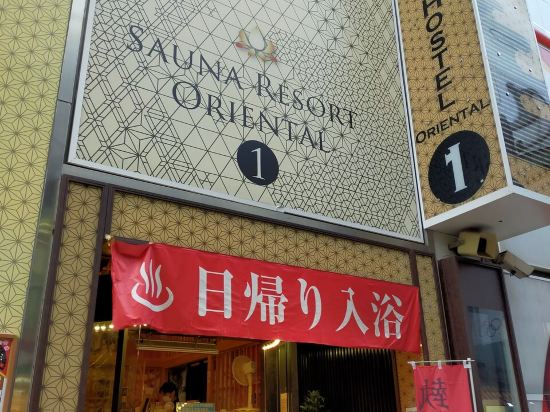 SAUNA RESORT
ORIENTAL
1
HOSTEL
ORIENTAL
1
♨日帰り入浴